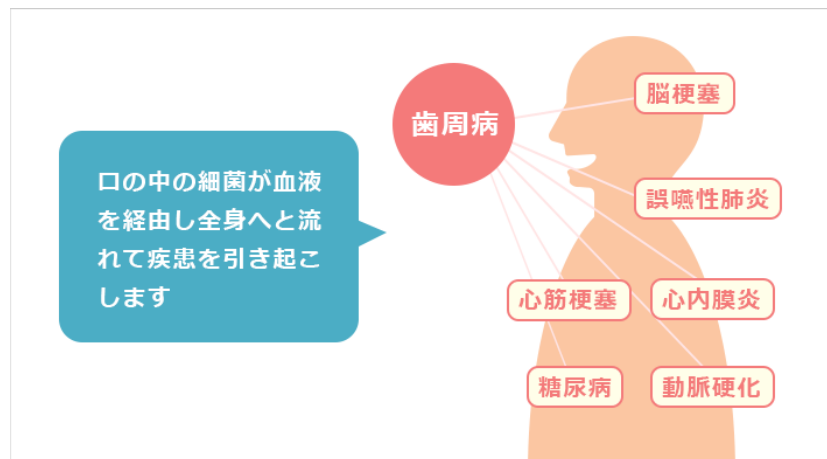 歯周病
脳梗塞
口の中の細菌が血液
を経由し全身へと流
れて疾患を引き起こ
します
誤嚥性肺炎
心筋梗塞
心内膜炎
糖尿病
動脈硬化